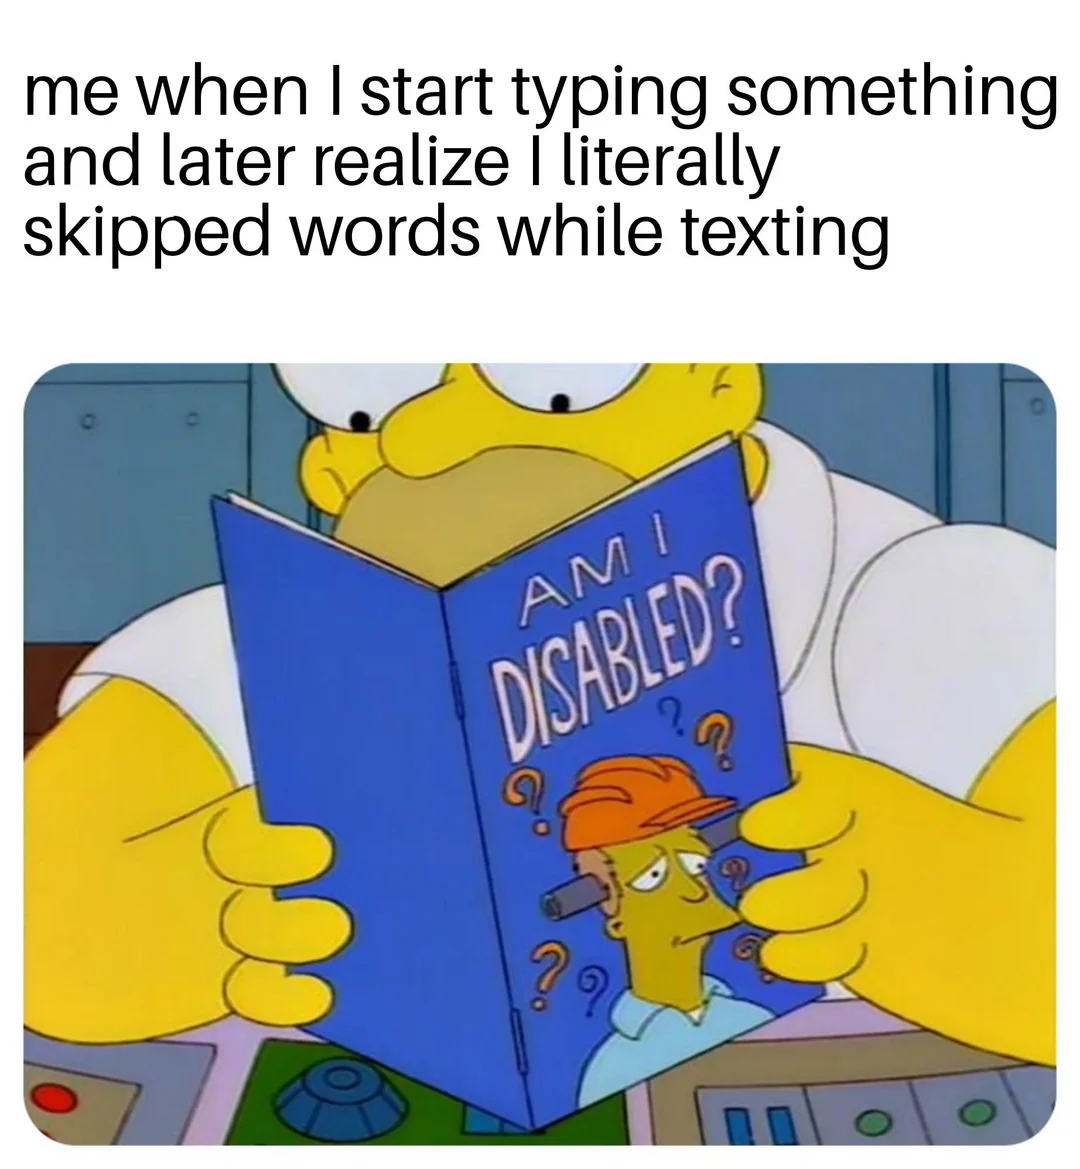 me when I start typing something
and later realize I literally
skipped words while texting
AM I
DISABLED?